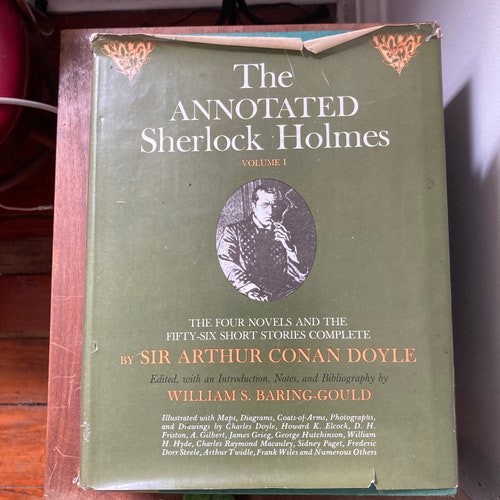 The
ANNOTATED
Sherlock Holmes
VOLUME I
THE FOUR NOVELS AND THE
FIFTY-SIX SHORT STORIES COMPLETE
BY SIR ARTHUR CONAN DOYLE
Edited, with an Introduction, Notes, and Bibliography by
WILLIAM S. BARING-GOULD
Illustrated with Maps, Diagrams, Coats-of-Arms, Photographs,
and Drawings by Charles Doyle, Howard K. Elcock, D. H.
Friston, A. Gilbert, James Grieg, George Hutchinson, William
H. Hyde, Charles Raymond Macauley, Sidney Paget, Frederic
Dorr Steele, Arthur Twidle, Frank Wiles and Numerous Others